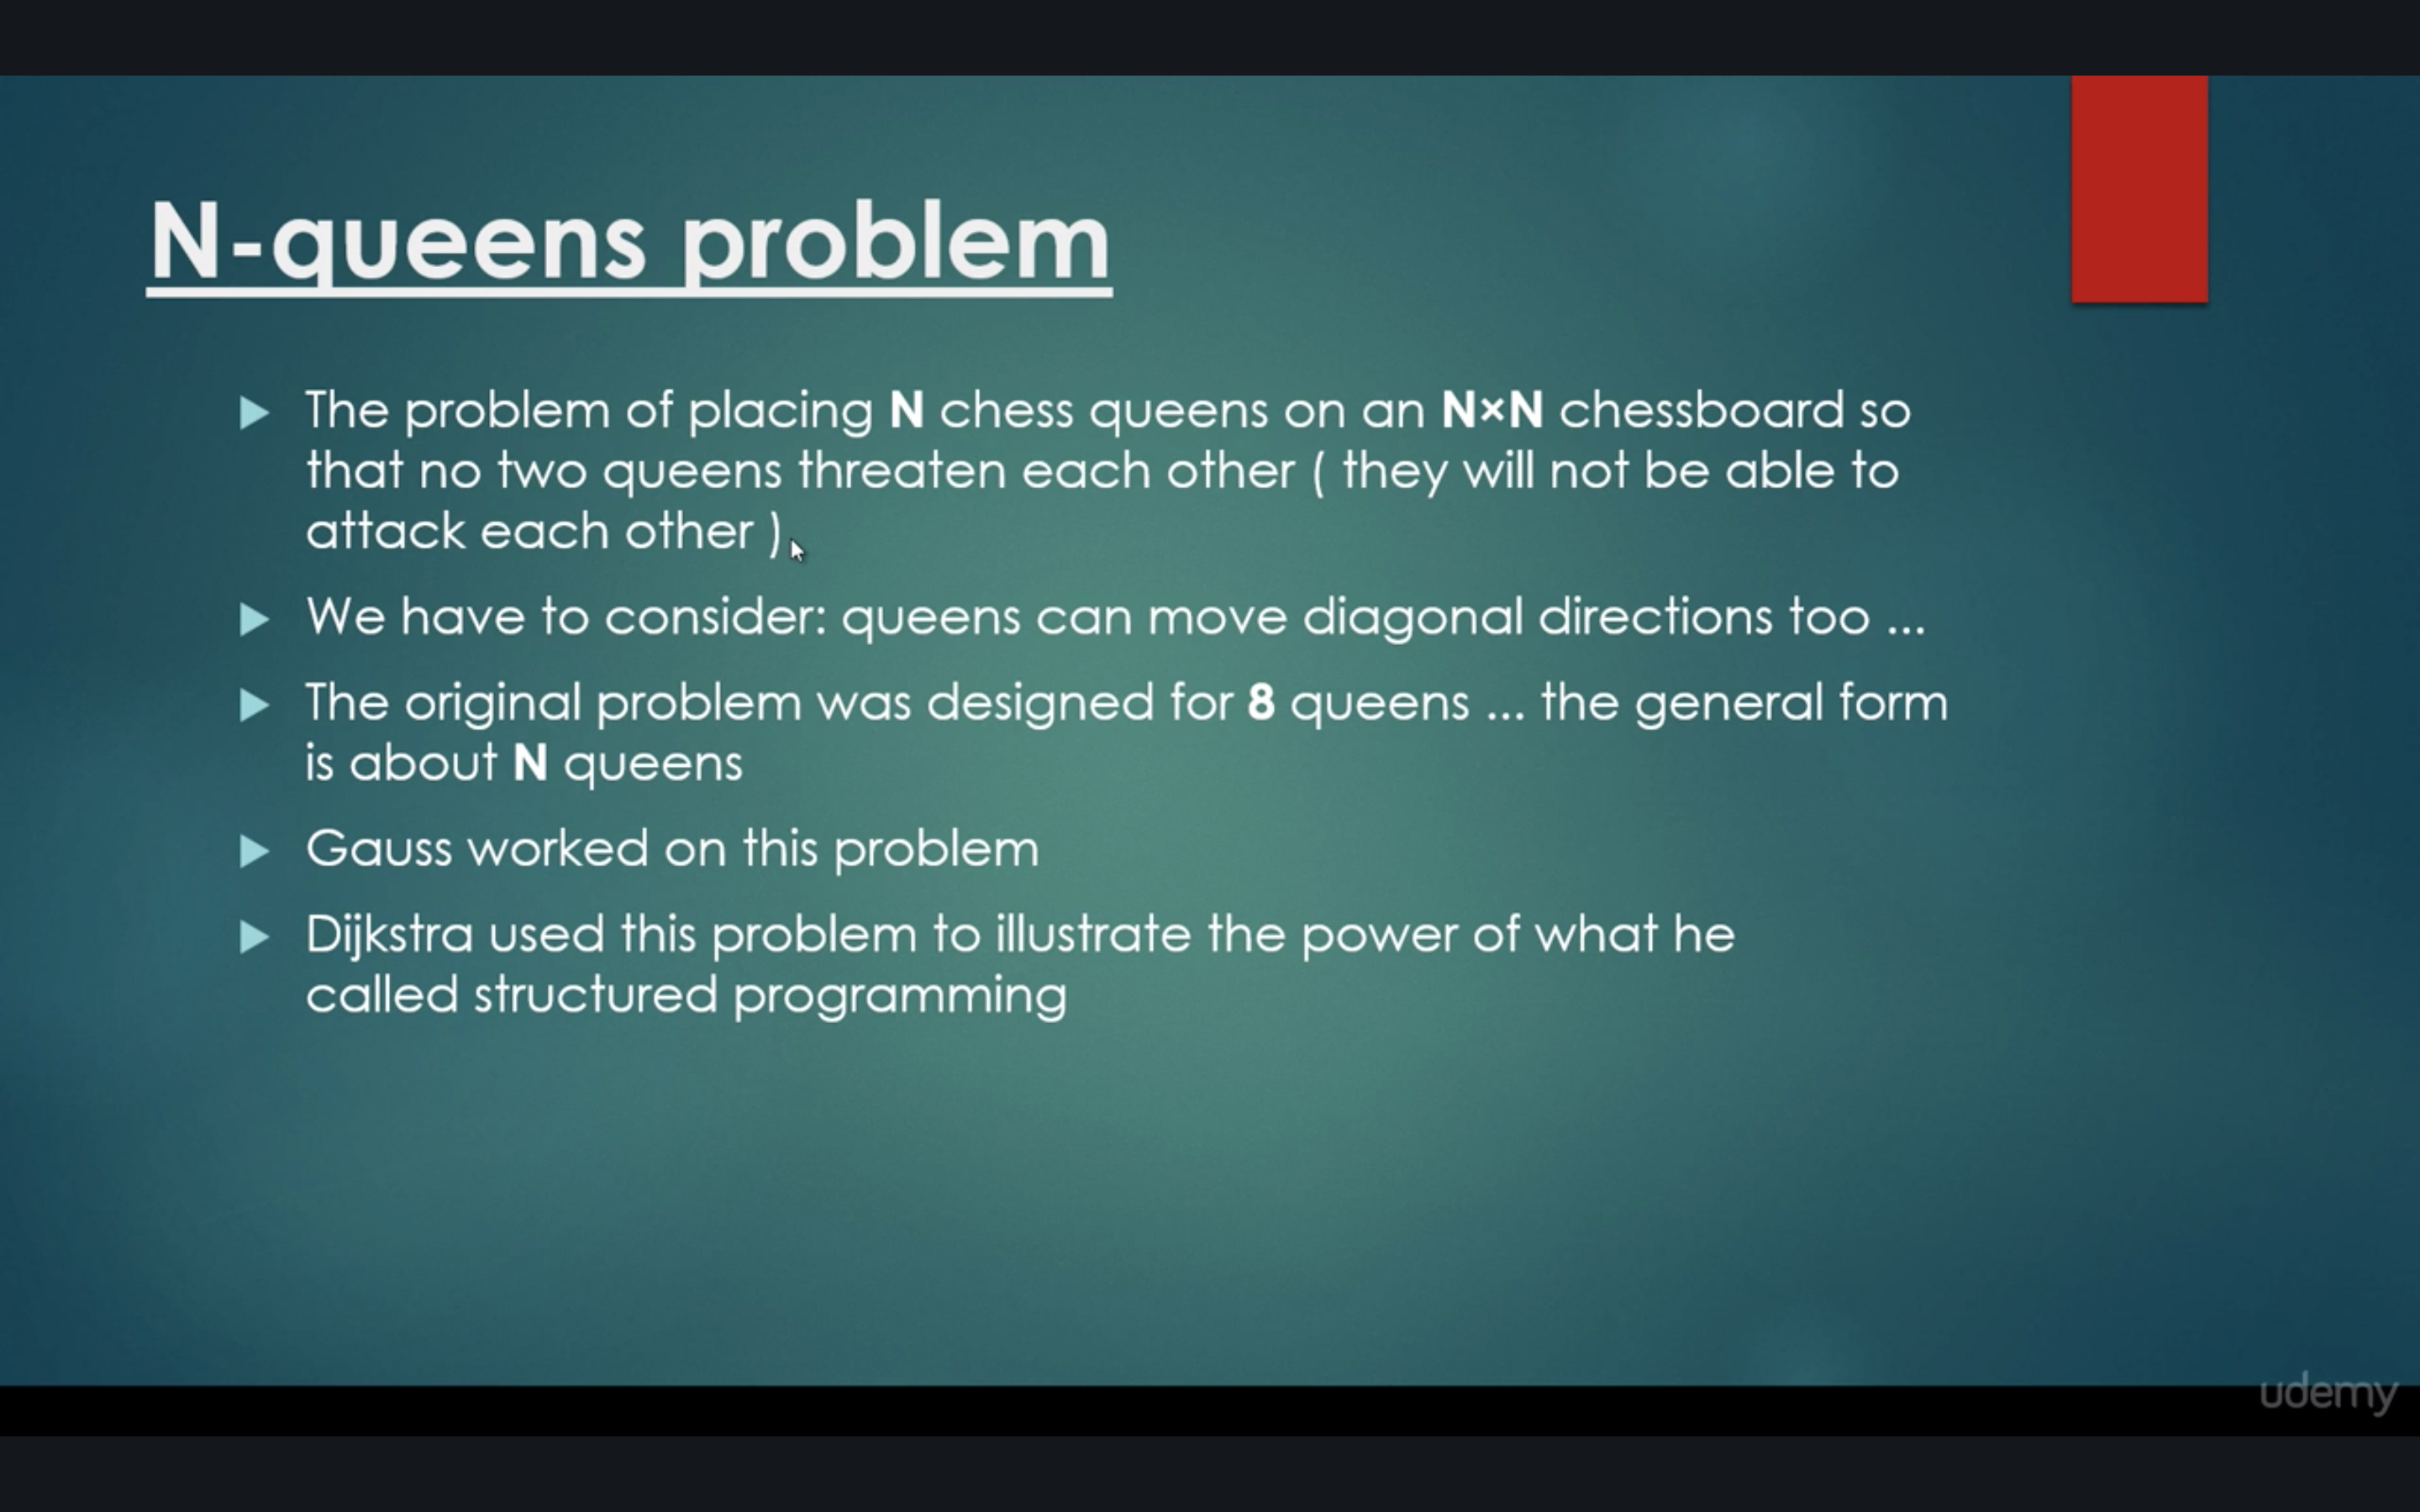 N-queens problem
The problem of placing N chess queens on an N×N chessboard so
that no two queens threaten each other ( they will not be able to
attack each other )
We have to consider: queens can move diagonal directions too ...
The original problem was designed for 8 queens ... the general form
is about N queens
Gauss worked on this problem
Dijkstra used this problem to illustrate the power of what he
called structured programming
udemy